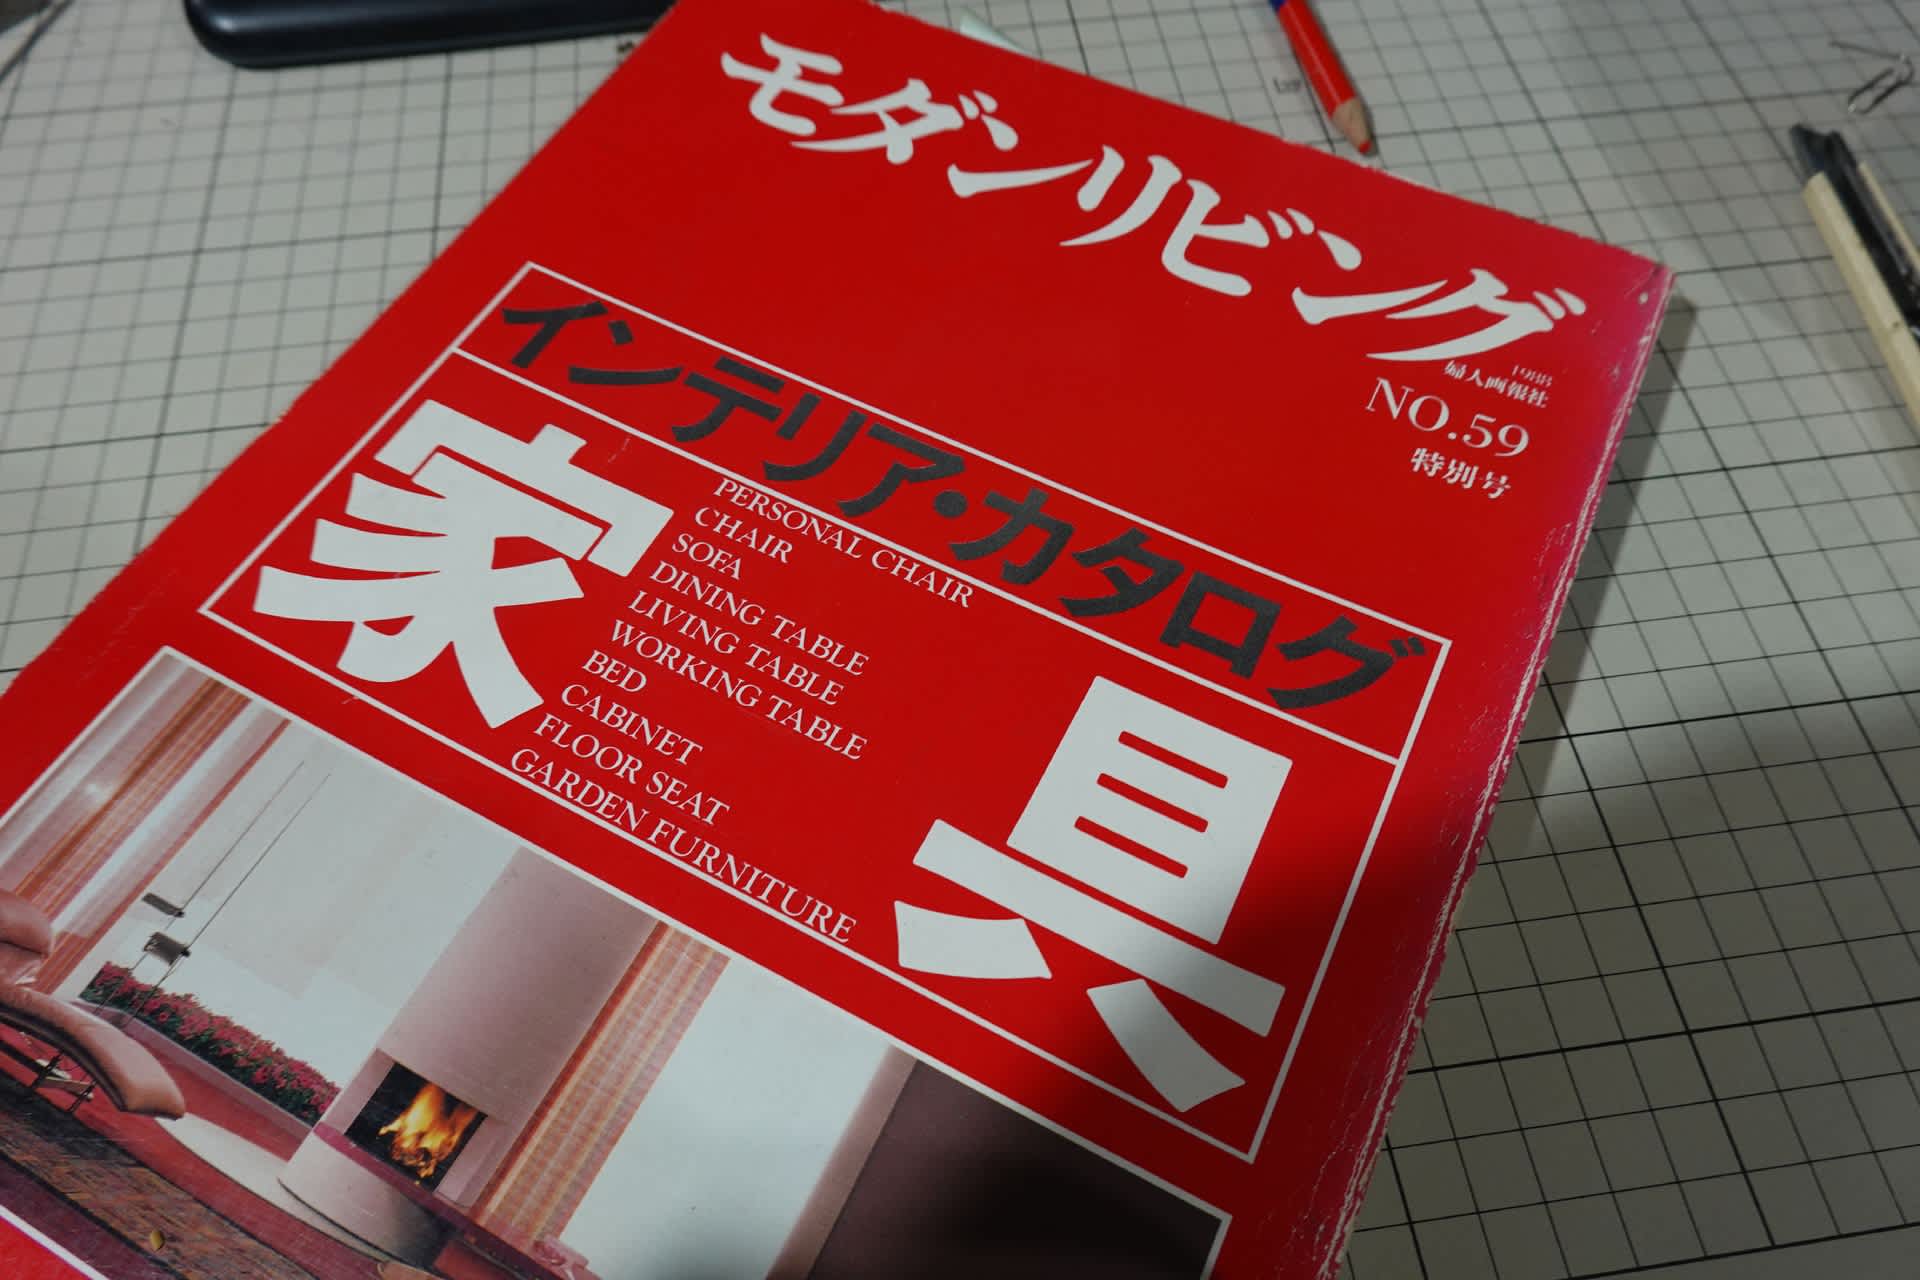 モダンリビング
1988
婦人画報社
NO.59
特別号
インテリア・カタログ
家具
PERSONAL CHAIR
CHAIR
SOFA
DINING TABLE
LIVING TABLE
WORKING TABLE
BED
CABINET
FLOOR SEAT
GARDEN FURNITURE